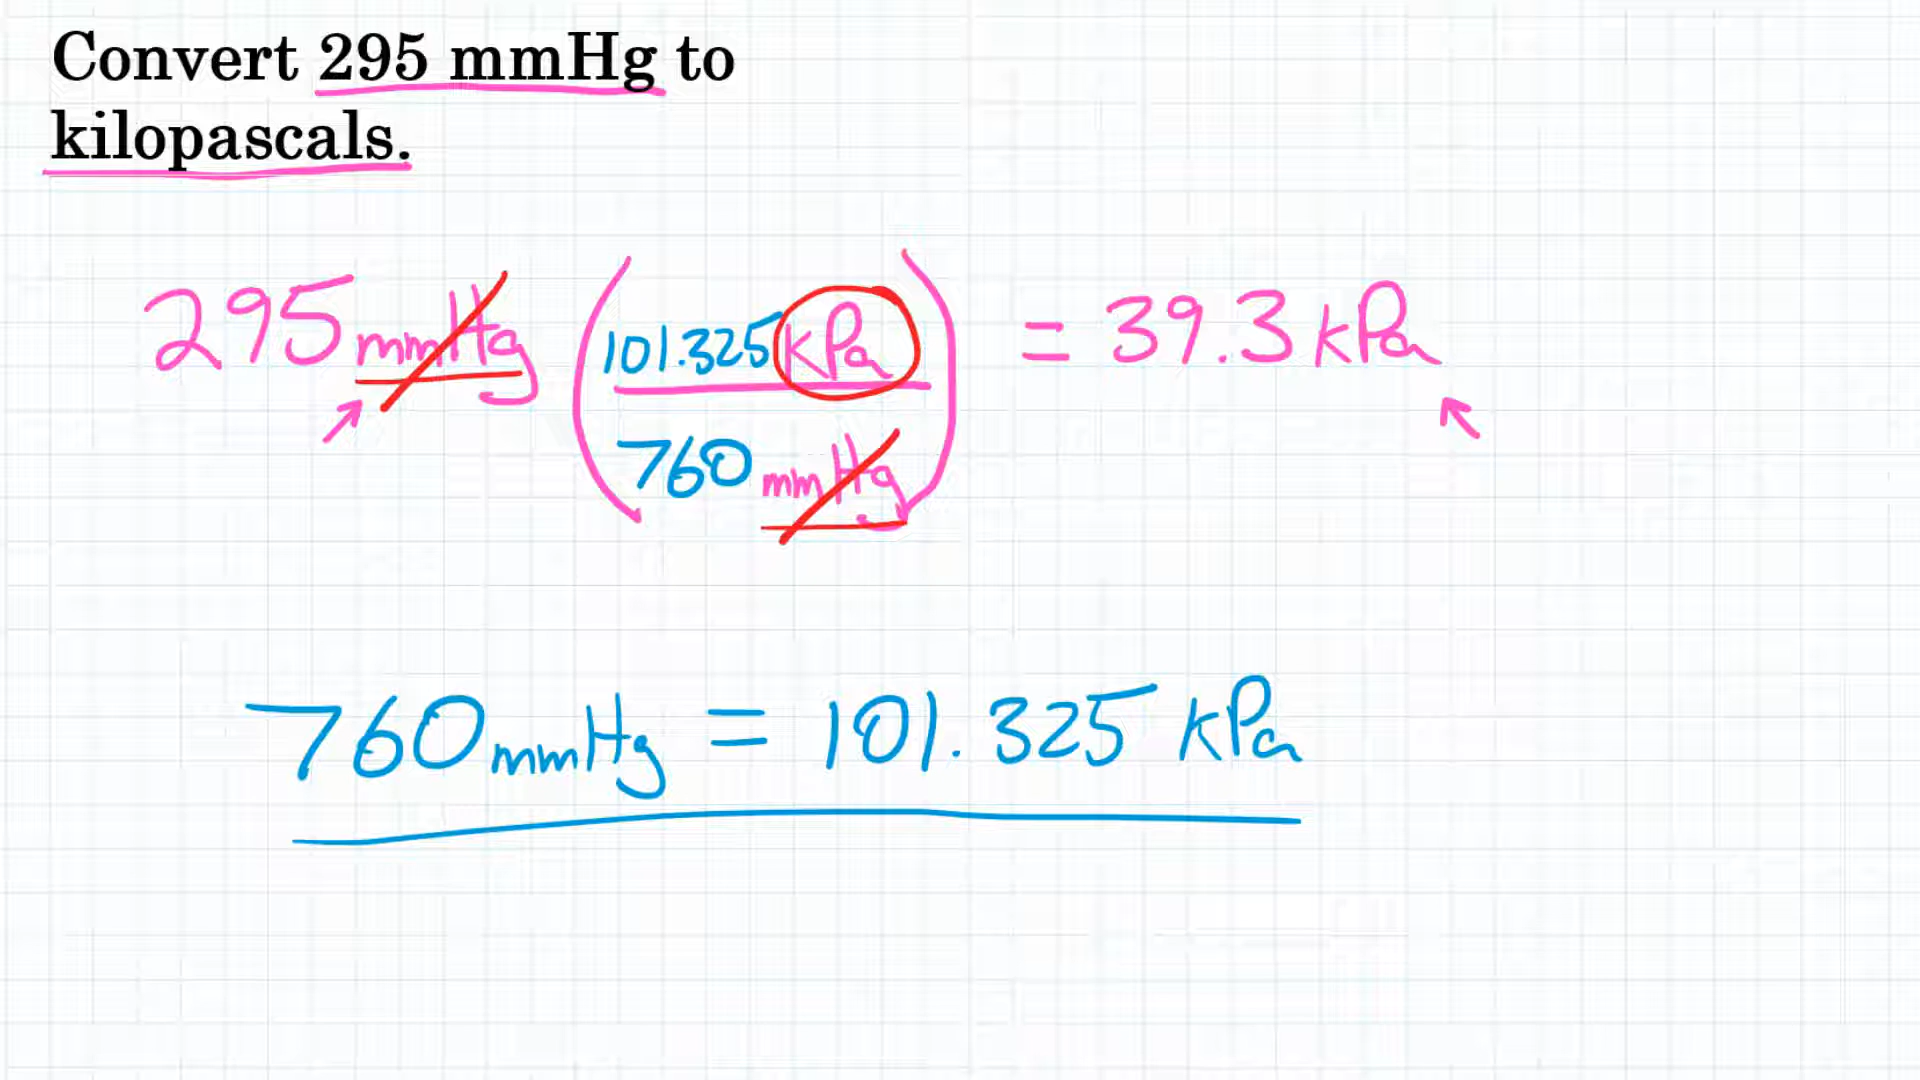 Convert 295 mmHg to
kilopascals.
295 mmHg (101.325 kPa / 760 mmHg) = 39.3 kPa
760 mmHg = 101.325 kPa